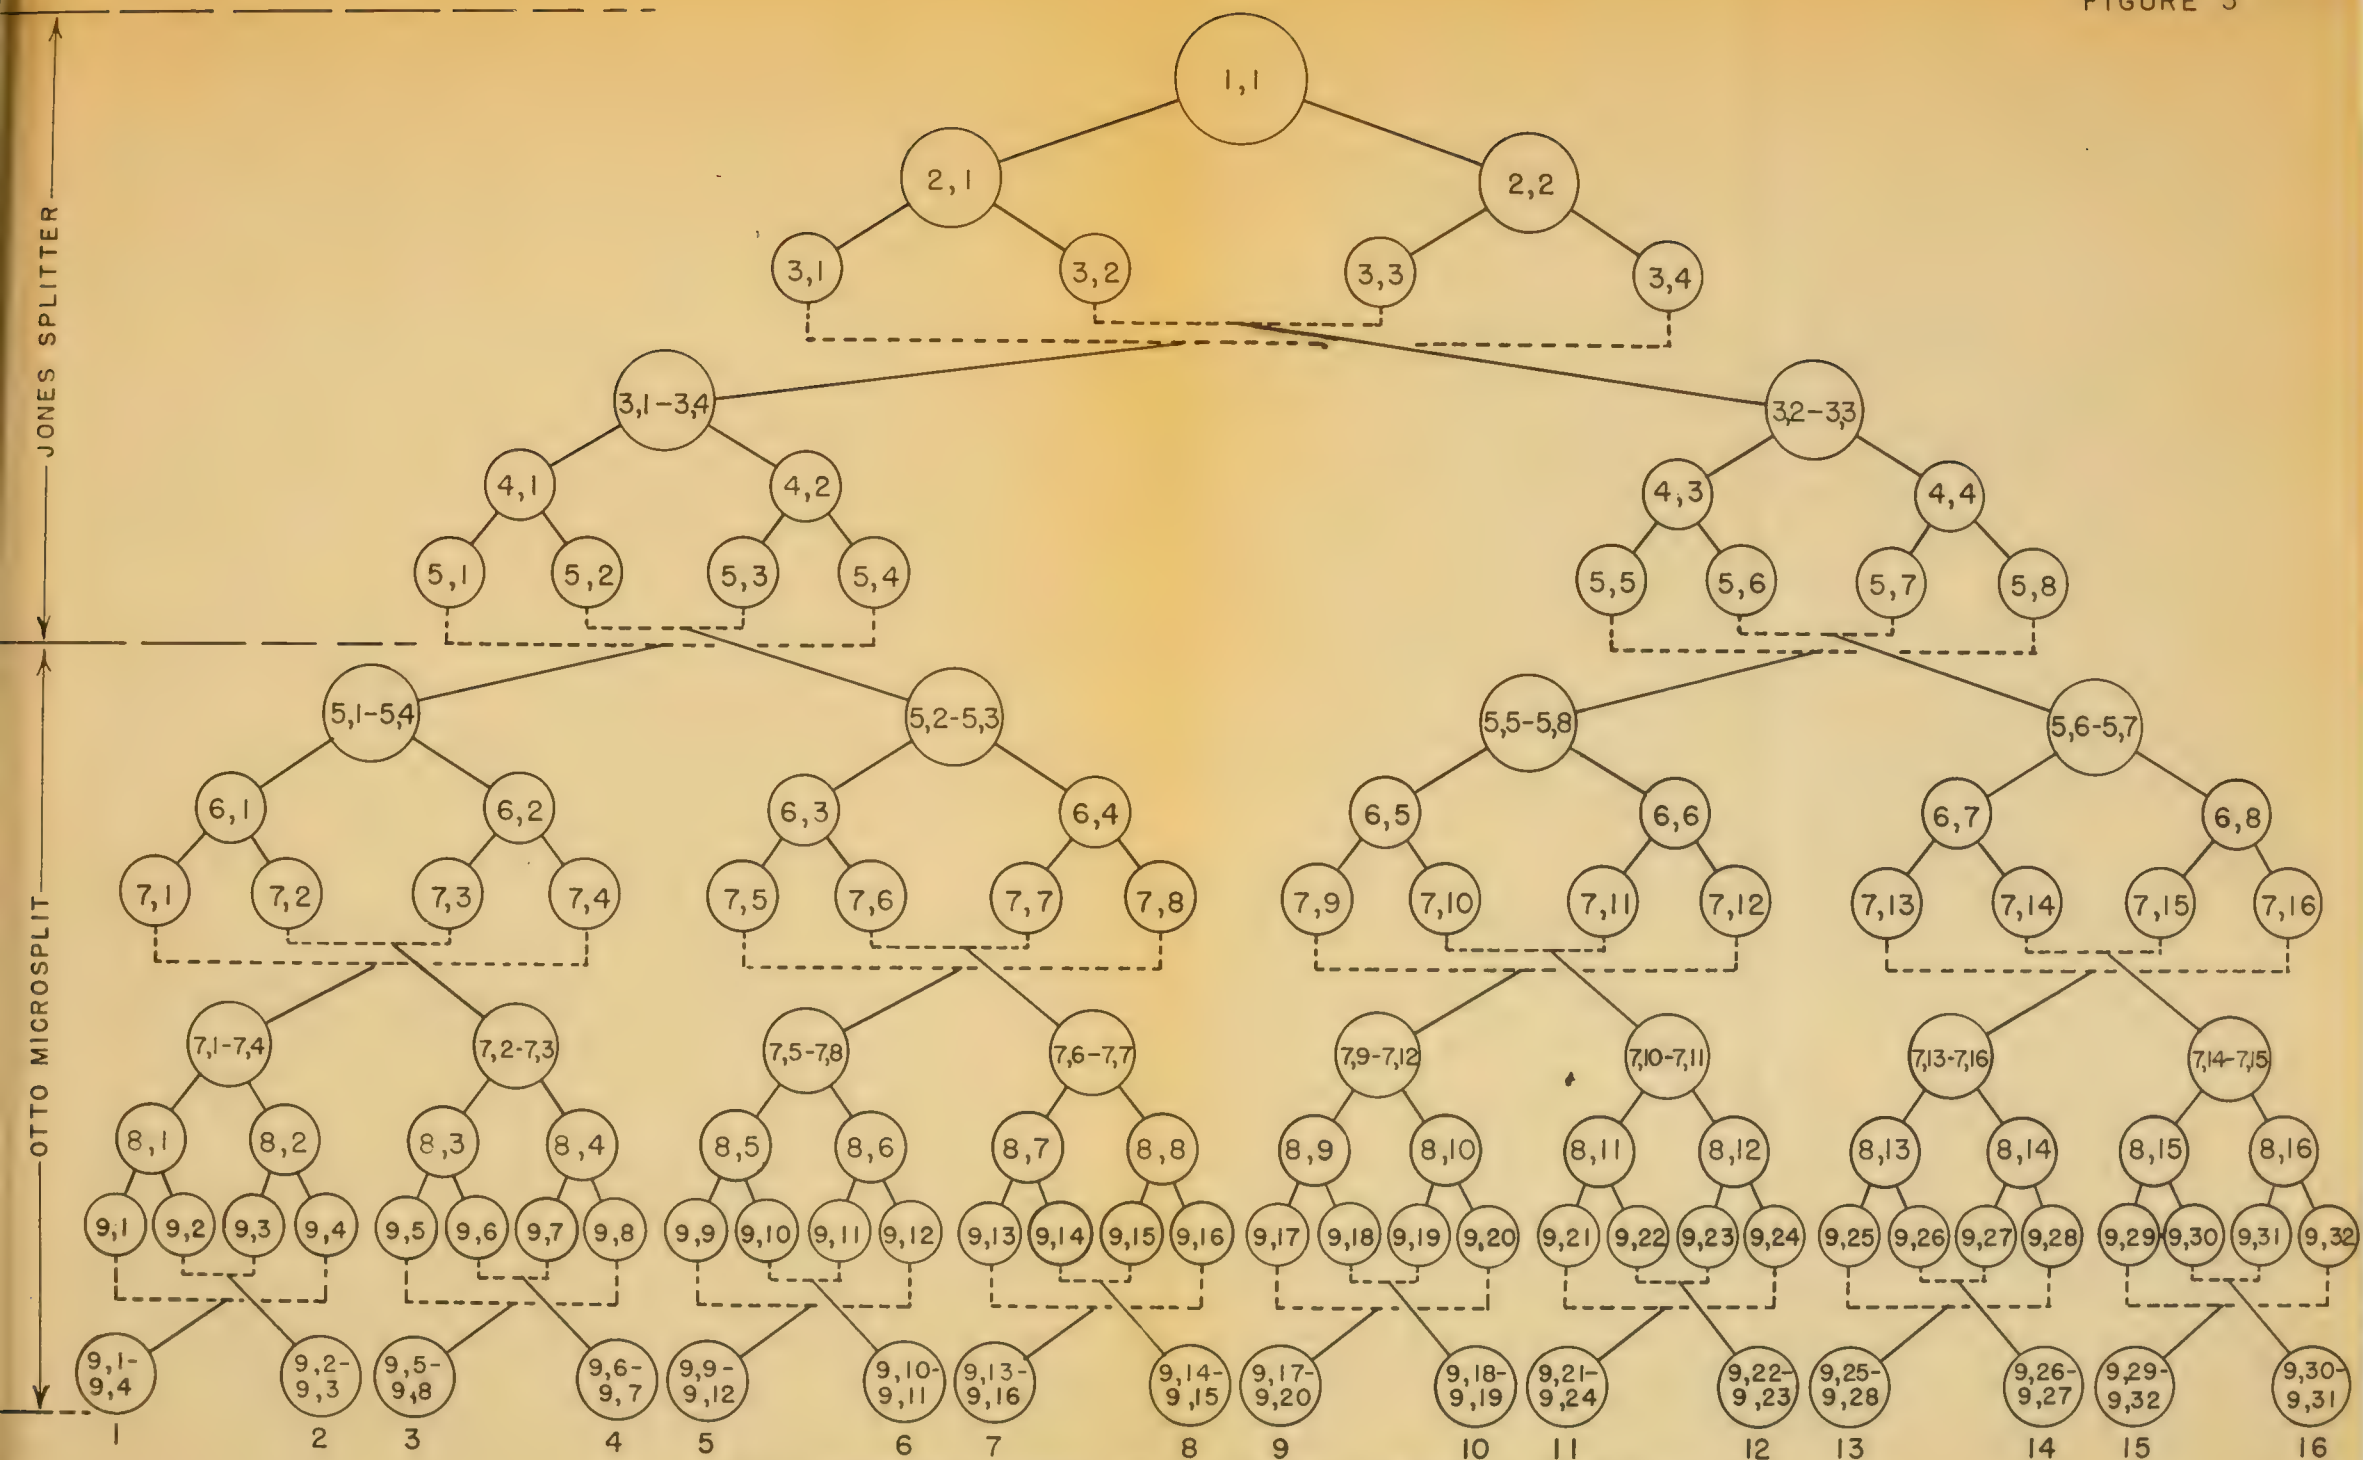 FIGURE 3
JONES SPLITTER
OTTO MICROSPLIT
1,1
2,1 2,2
3,1 3,2 3,3 3,4
3,1-3,4 3,2-3,3
4,1 4,2 4,3 4,4
5,1 5,2 5,3 5,4 5,5 5,6 5,7 5,8
5,1-5,4 5,2-5,3 5,5-5,8 5,6-5,7
6,1 6,2 6,3 6,4 6,5 6,6 6,7 6,8
7,1 7,2 7,3 7,4 7,5 7,6 7,7 7,8 7,9 7,10 7,11 7,12 7,13 7,14 7,15 7,16
7,1-7,4 7,2-7,3 7,5-7,8 7,6-7,7 7,9-7,12 7,10-7,11 7,13-7,16 7,14-7,15
8,1 8,2 8,3 8,4 8,5 8,6 8,7 8,8 8,9 8,10 8,11 8,12 8,13 8,14 8,15 8,16
9,1 9,2 9,3 9,4 9,5 9,6 9,7 9,8 9,9 9,10 9,11 9,12 9,13 9,14 9,15 9,16 9,17 9,18 9,19 9,20 9,21 9,22 9,23 9,24 9,25 9,26 9,27 9,28 9,29 9,30 9,31 9,32
9,1- 9,2- 9,5- 9,6- 9,9- 9,10- 9,13- 9,14- 9,17- 9,18- 9,21- 9,22- 9,25- 9,26- 9,29- 9,30-
9,4 9,3 9,8 9,7 9,12 9,11 9,16 9,15 9,20 9,19 9,24 9,23 9,28 9,27 9,32 9,31
1 2 3 4 5 6 7 8 9 10 11 12 13 14 15 16